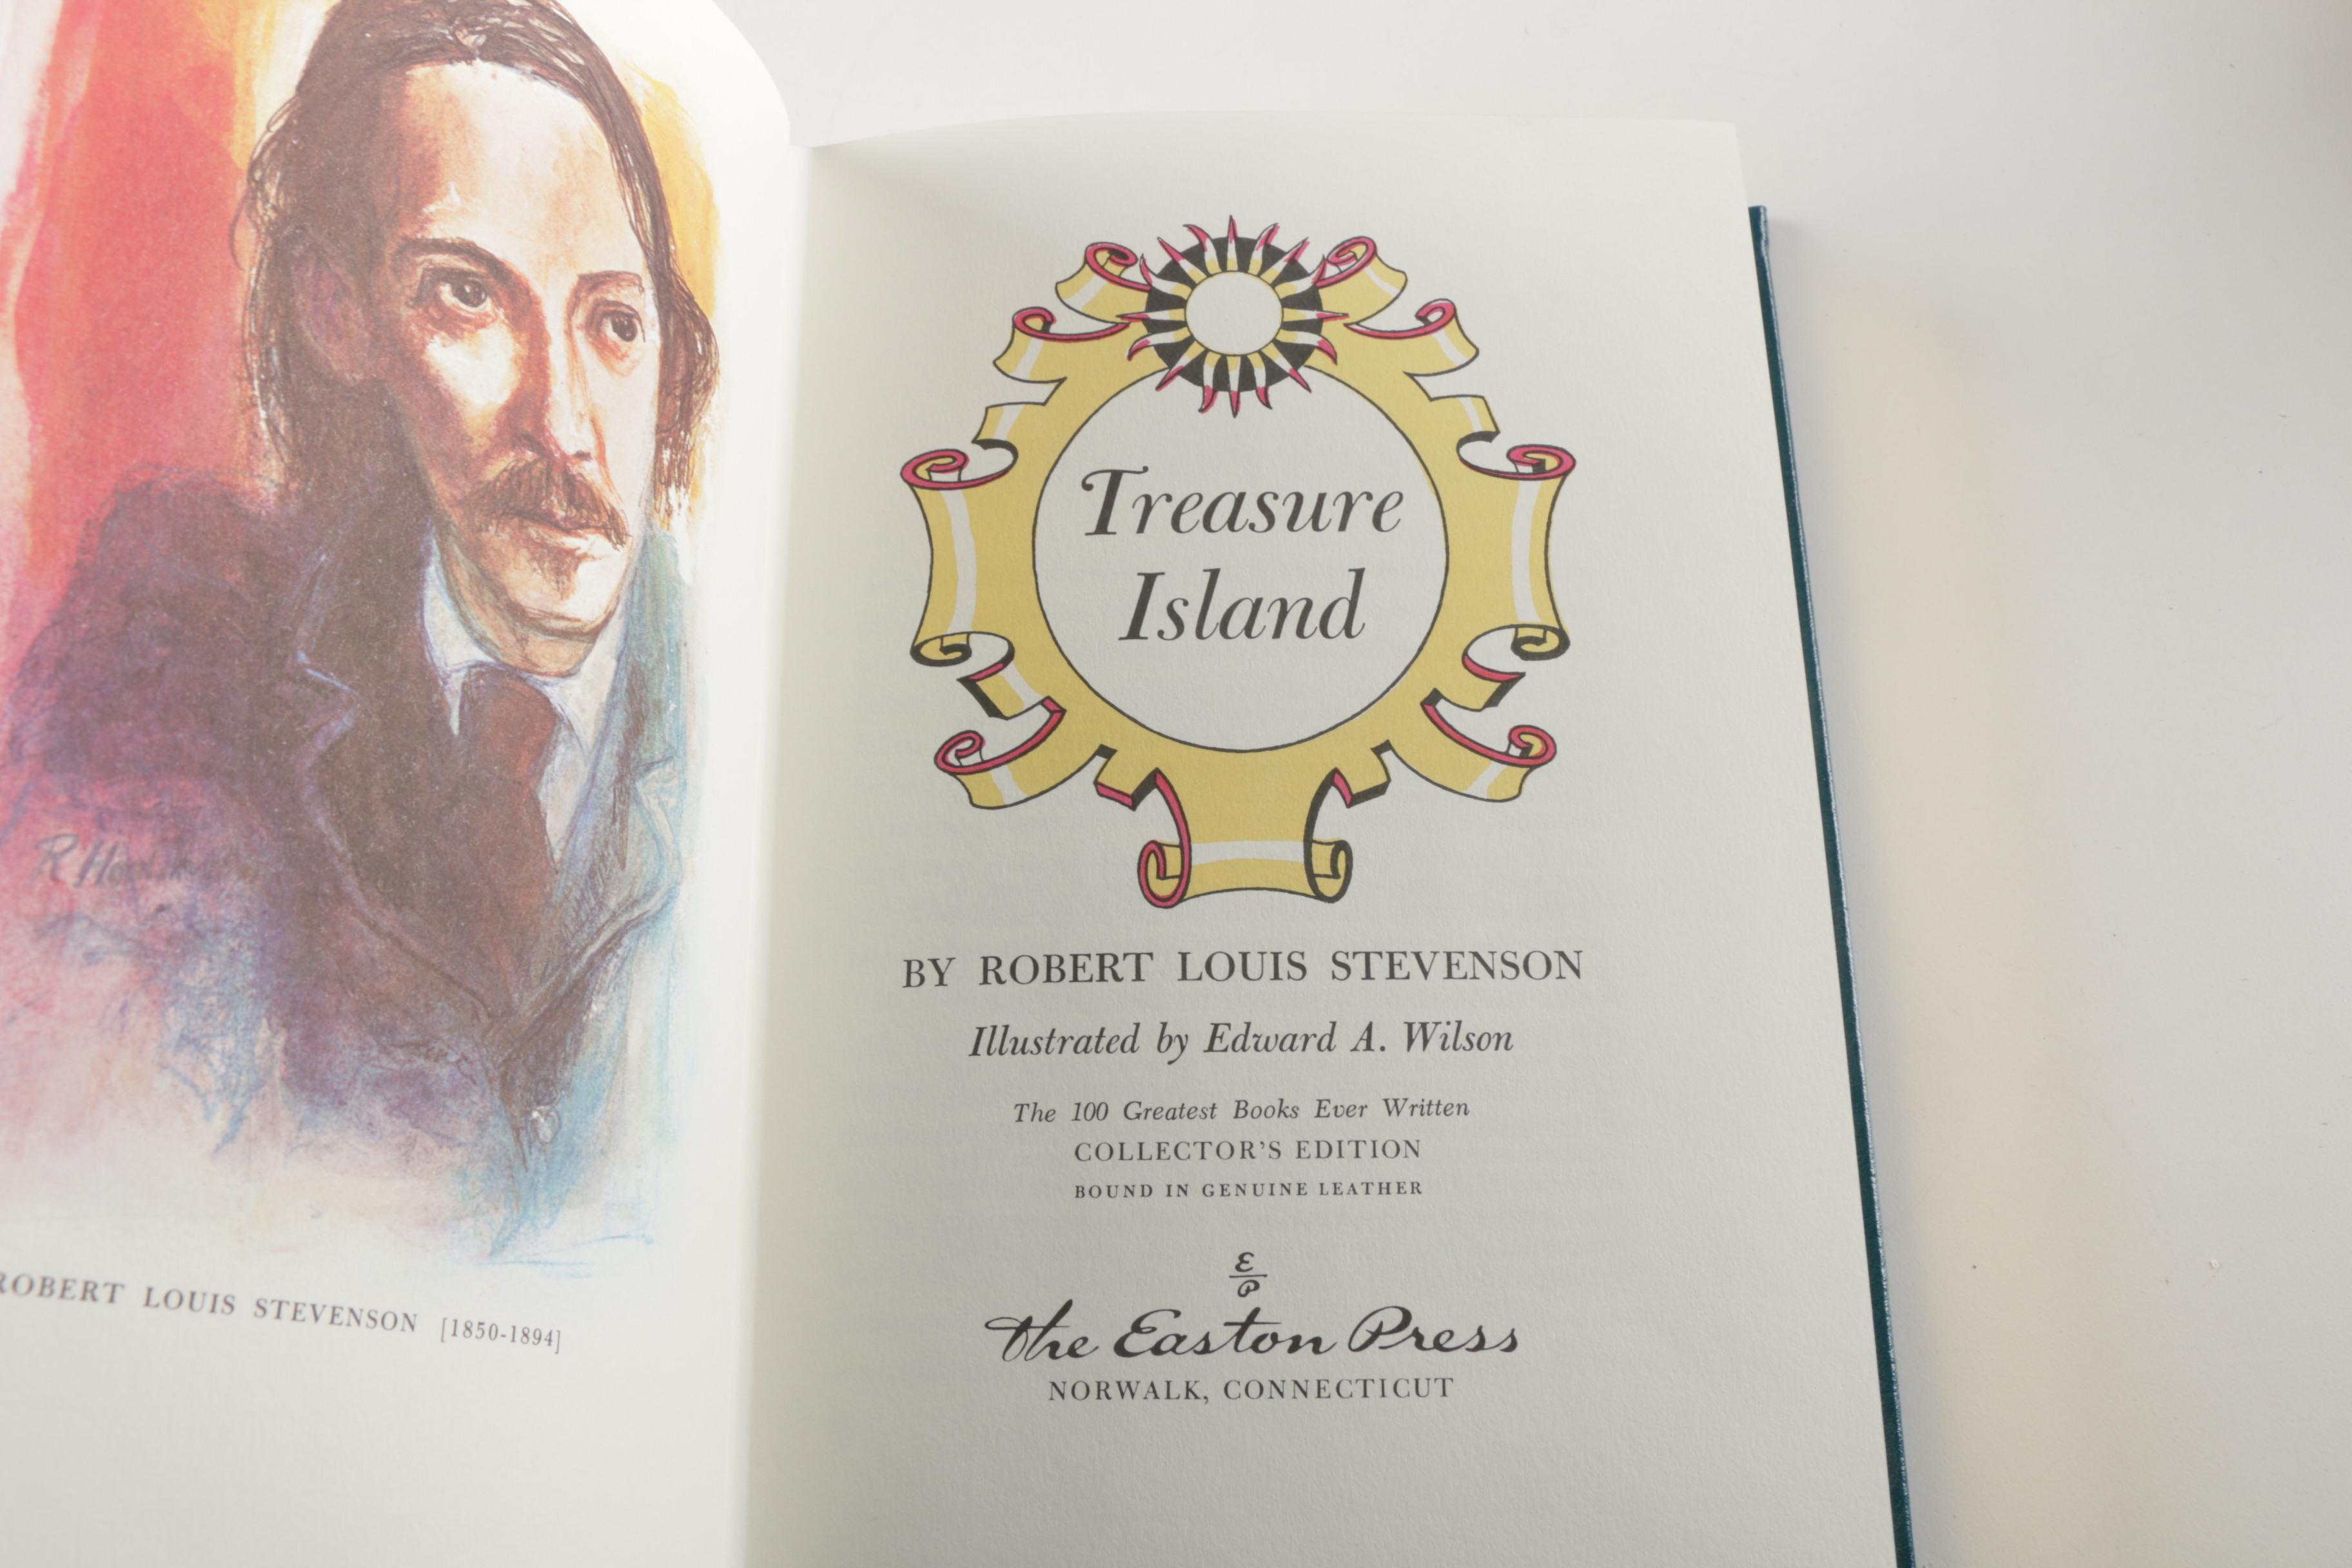 ROBERT LOUIS STEVENSON [1850-1894]
Treasure
Island
BY ROBERT LOUIS STEVENSON
Illustrated by Edward A. Wilson
The 100 Greatest Books Ever Written
COLLECTOR'S EDITION
BOUND IN GENUINE LEATHER
E
P
The Easton Press
NORWALK, CONNECTICUT